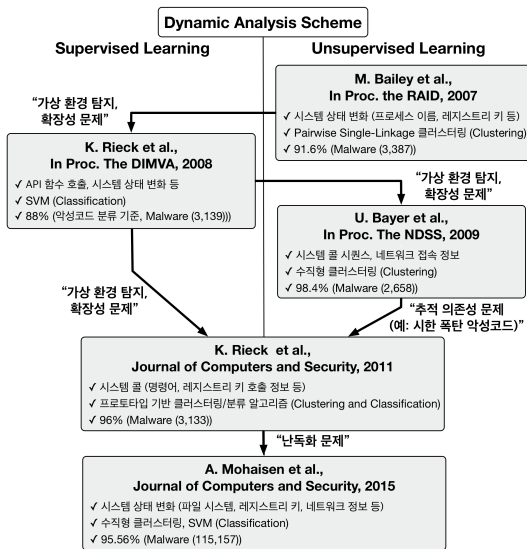 Dynamic Analysis Scheme
Supervised Learning
Unsupervised Learning
M. Bailey et al.,
In Proc. the RAID, 2007
✓ 시스템 상태 변화 (프로세스 이름, 레지스트리 키 등)
✓ Pairwise Single-Linkage 클러스터링 (Clustering)
✓ 91.6% (Malware (3,387))
“가상 환경 탐지,
확장성 문제”
K. Rieck et al.,
In Proc. The DIMVA, 2008
✓ API 함수 호출, 시스템 상태 변화 등
✓ SVM (Classification)
✓ 88% (악성코드 분류 기준, Malware (3,139)))
“가상 환경 탐지,
확장성 문제”
U. Bayer et al.,
In Proc. The NDSS, 2009
✓ 시스템 콜 시퀀스, 네트워크 접속 정보
✓ 수직형 클러스터링 (Clustering)
✓ 98.4% (Malware (2,658))
“가상 환경 탐지,
확장성 문제”
“추적 의존성 문제
(예: 시한 폭탄 악성코드)”
K. Rieck et al.,
Journal of Computers and Security, 2011
✓ 시스템 콜 (명령어, 레지스트리 키 호출 정보 등)
✓ 프로토타입 기반 클러스터링/분류 알고리즘 (Clustering and Classification)
✓ 96% (Malware (3,133))
“난독화 문제”
A. Mohaisen et al.,
Journal of Computers and Security, 2015
✓ 시스템 상태 변화 (파일 시스템, 레지스트리 키, 네트워크 정보 등)
✓ 수직형 클러스터링, SVM (Classification)
✓ 95.56% (Malware (115,157))